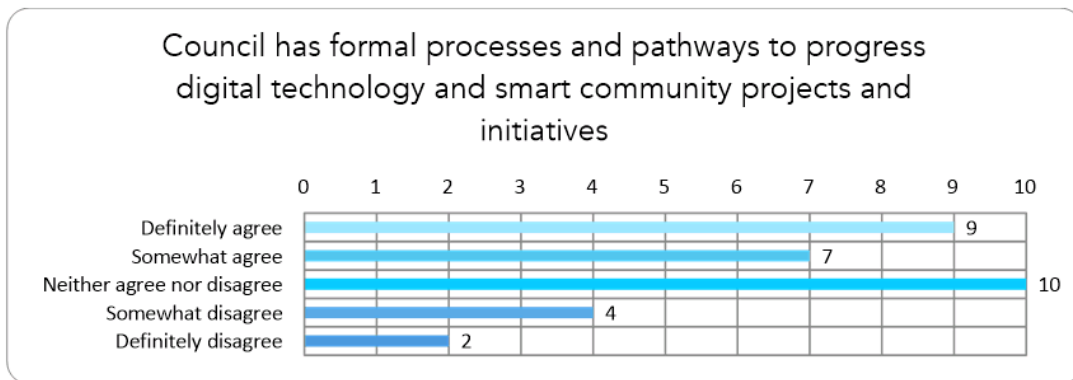 Council has formal processes and pathways to progress
digital technology and smart community projects and
initiatives
0 1 2 3 4 5 6 7 8 9 10
Definitely agree 9
Somewhat agree 7
Neither agree nor disagree 10
Somewhat disagree 4
Definitely disagree 2